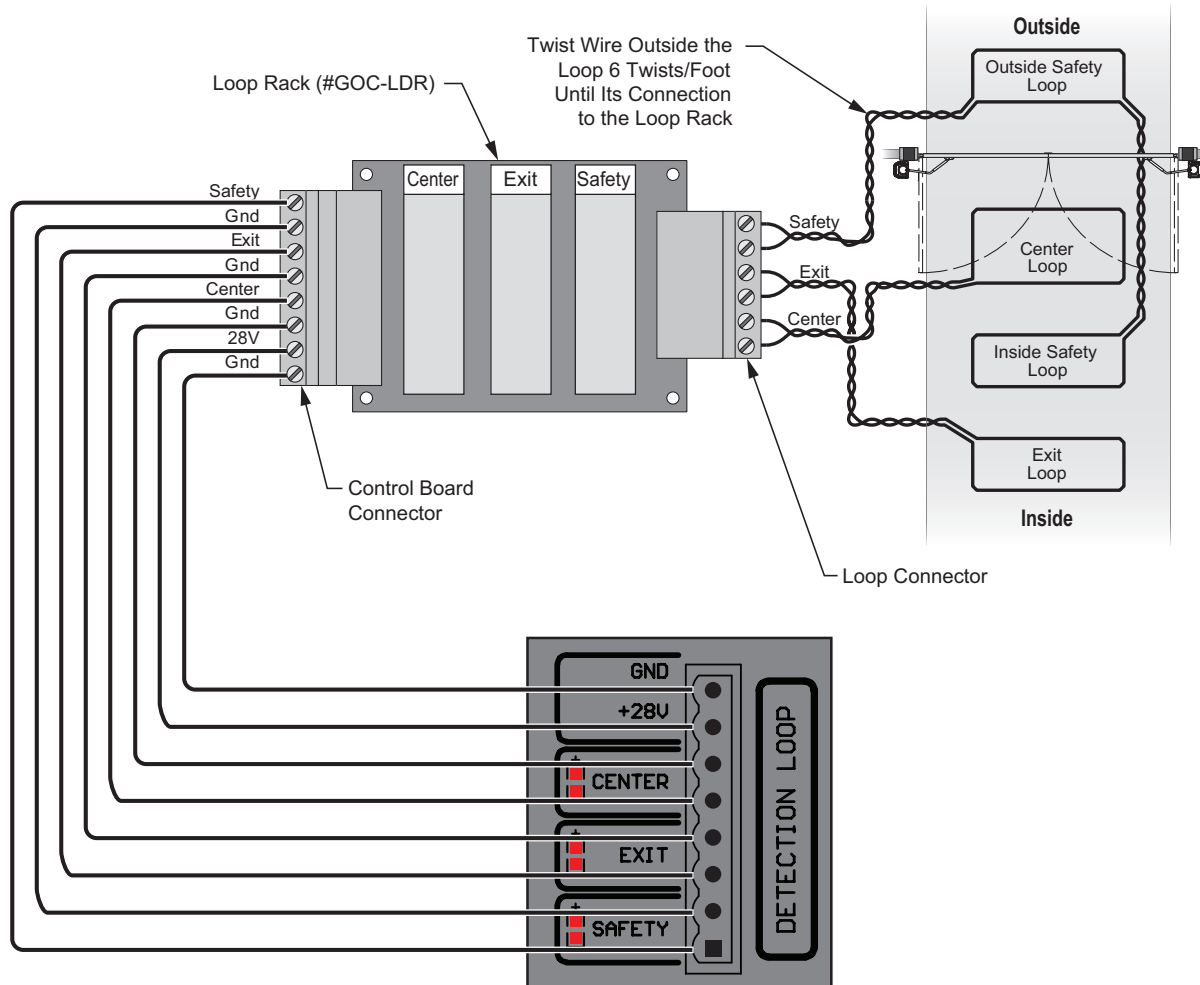 Outside
Twist Wire Outside the
Loop 6 Twists/Foot
Until Its Connection
to the Loop Rack
Outside Safety
Loop
Loop Rack (#GOC-LDR)
Center
Exit
Safety
Safety
Gnd
Exit
Gnd
Center
Gnd
28V
Gnd
Safety
Exit
Center
Center
Loop
Inside Safety
Loop
Exit
Loop
Inside
Control Board
Connector
Loop Connector
GND
+28V
+
CENTER
+
EXIT
+
SAFETY
DETECTION LOOP